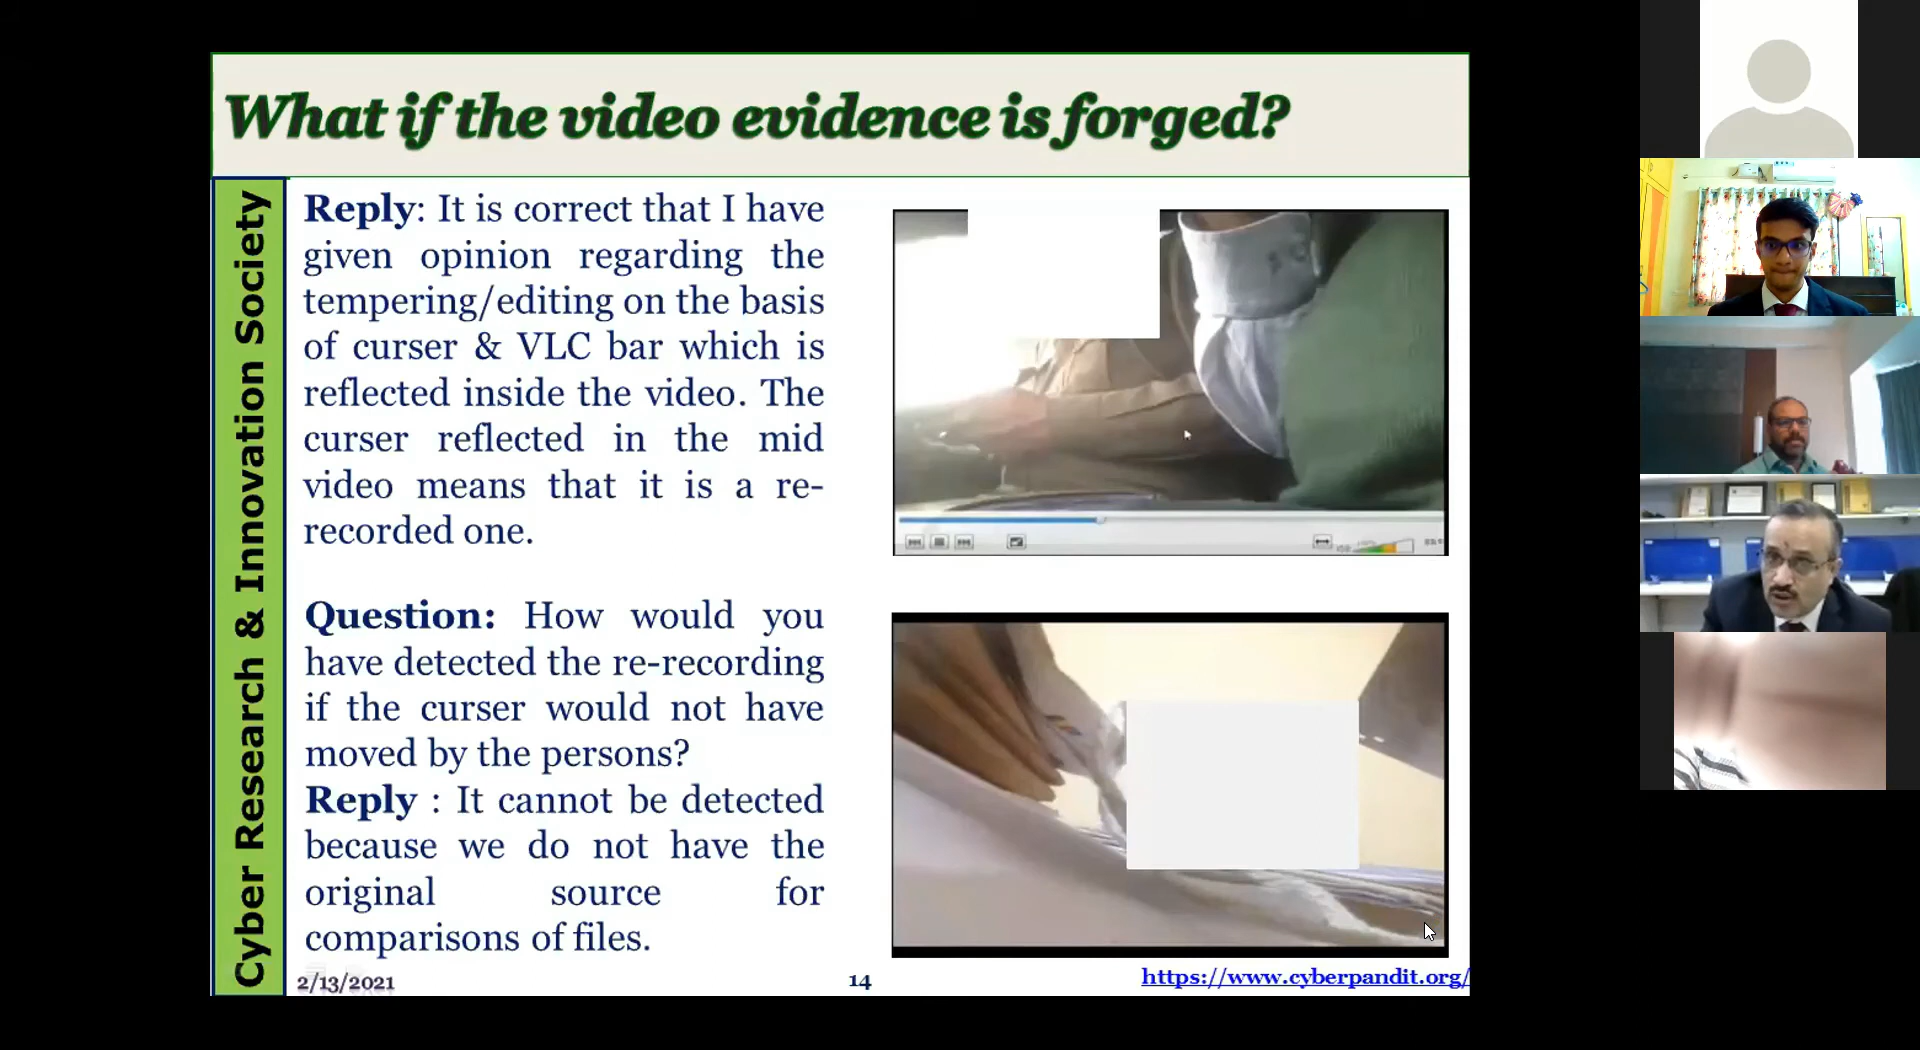 What if the video evidence is forged?
Cyber Research & Innovation Society
Reply: It is correct that I have
given opinion regarding the
tempering/editing on the basis
of curser & VLC bar which is
reflected inside the video. The
curser reflected in the mid
video means that it is a re-
recorded one.
Question: How would you
have detected the re-recording
if the curser would not have
moved by the persons?
Reply : It cannot be detected
because we do not have the
original source for
comparisons of files.
2/13/2021
14
https://www.cyberpandit.org/